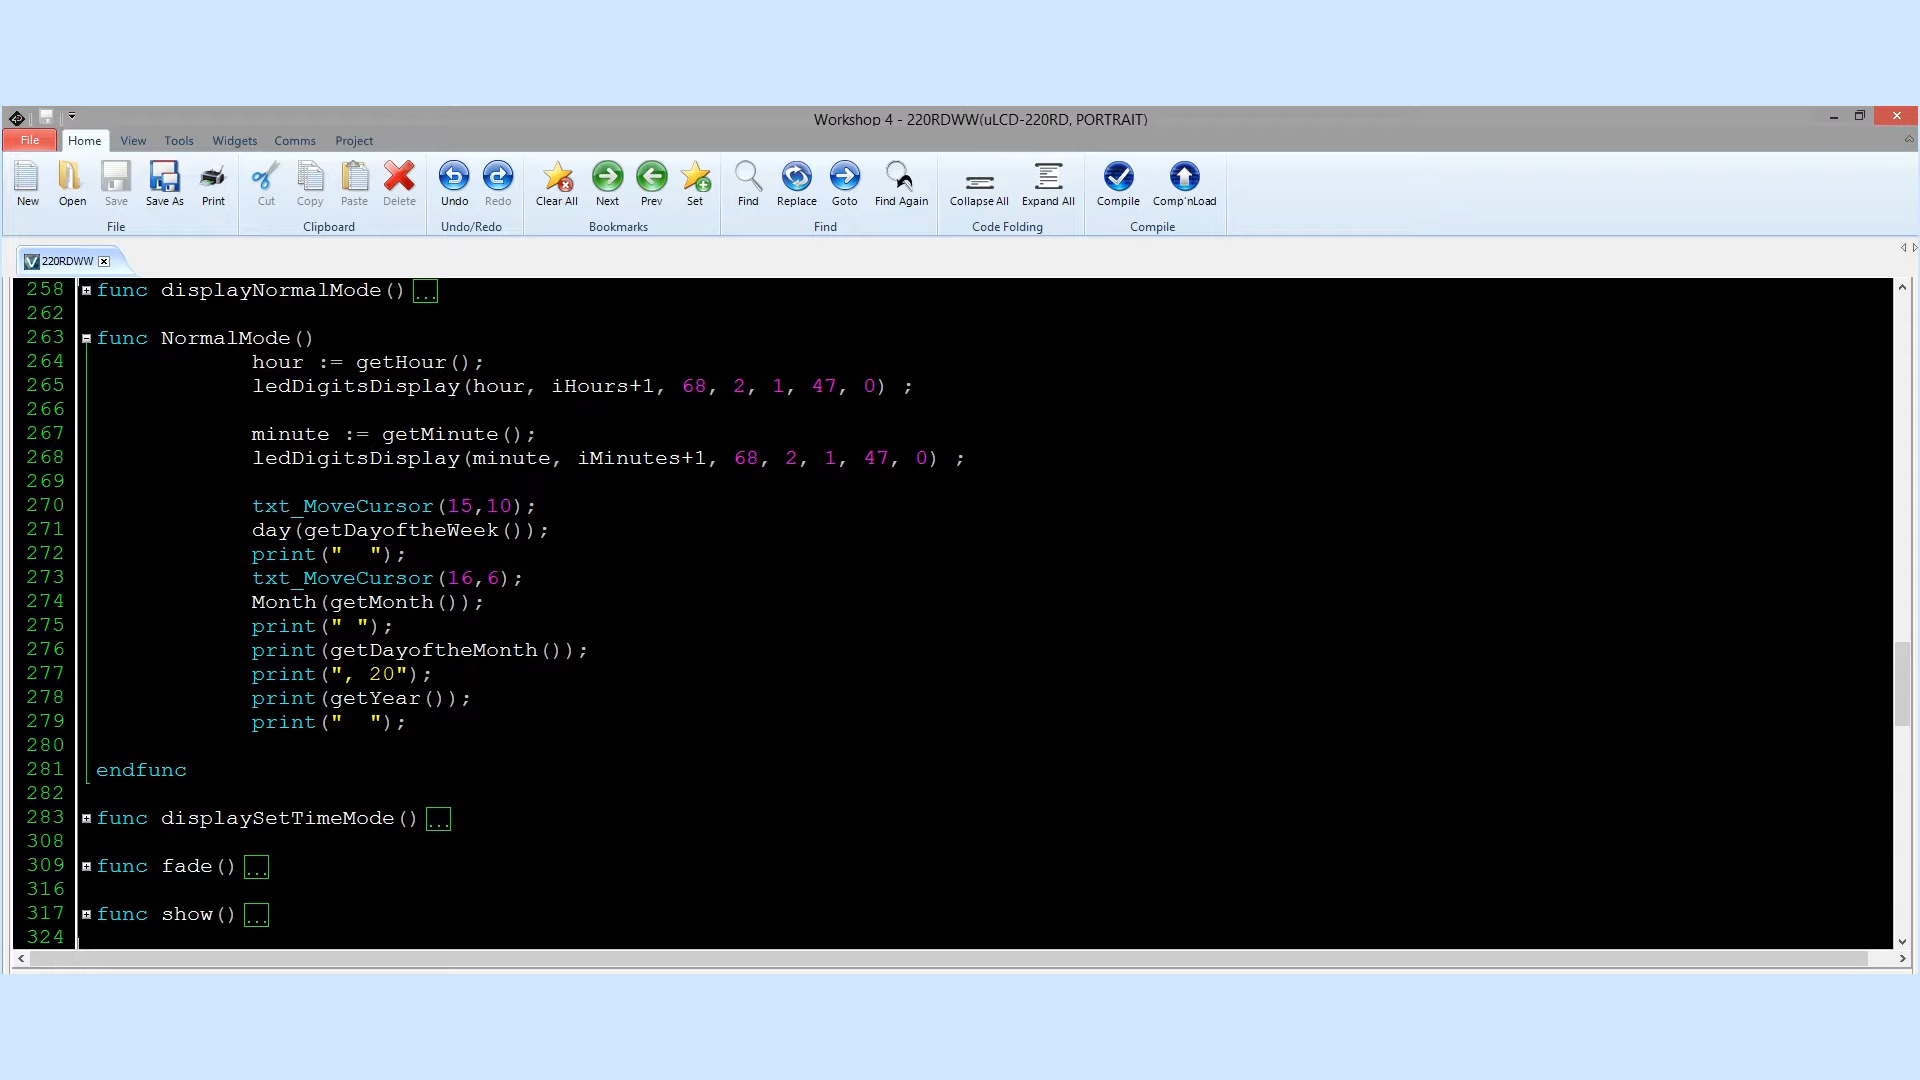 Workshop 4 - 220RDWW(uLCD-220RD, PORTRAIT)
File Home View Tools Widgets Comms Project
New Open Save Save As Print Cut Copy Paste Delete Undo Redo Clear All Next Prev Set Find Replace Goto Find Again Collapse All Expand All Compile Comp'nLoad
File Clipboard Undo/Redo Bookmarks Find Code Folding Compile
220RDWW
258 func displayNormalMode() ...
262
263 func NormalMode()
264 hour := getHour();
265 ledDigitsDisplay(hour, iHours+1, 68, 2, 1, 47, 0) ;
266
267 minute := getMinute();
268 ledDigitsDisplay(minute, iMinutes+1, 68, 2, 1, 47, 0) ;
269
270 txt_MoveCursor(15,10);
271 day(getDayoftheWeek());
272 print("  ");
273 txt_MoveCursor(16,6);
274 Month(getMonth());
275 print(" ");
276 print(getDayoftheMonth());
277 print(", 20");
278 print(getYear());
279 print("  ");
280
281 endfunc
282
283 func displaySetTimeMode() ...
308
309 func fade() ...
316
317 func show() ...
324